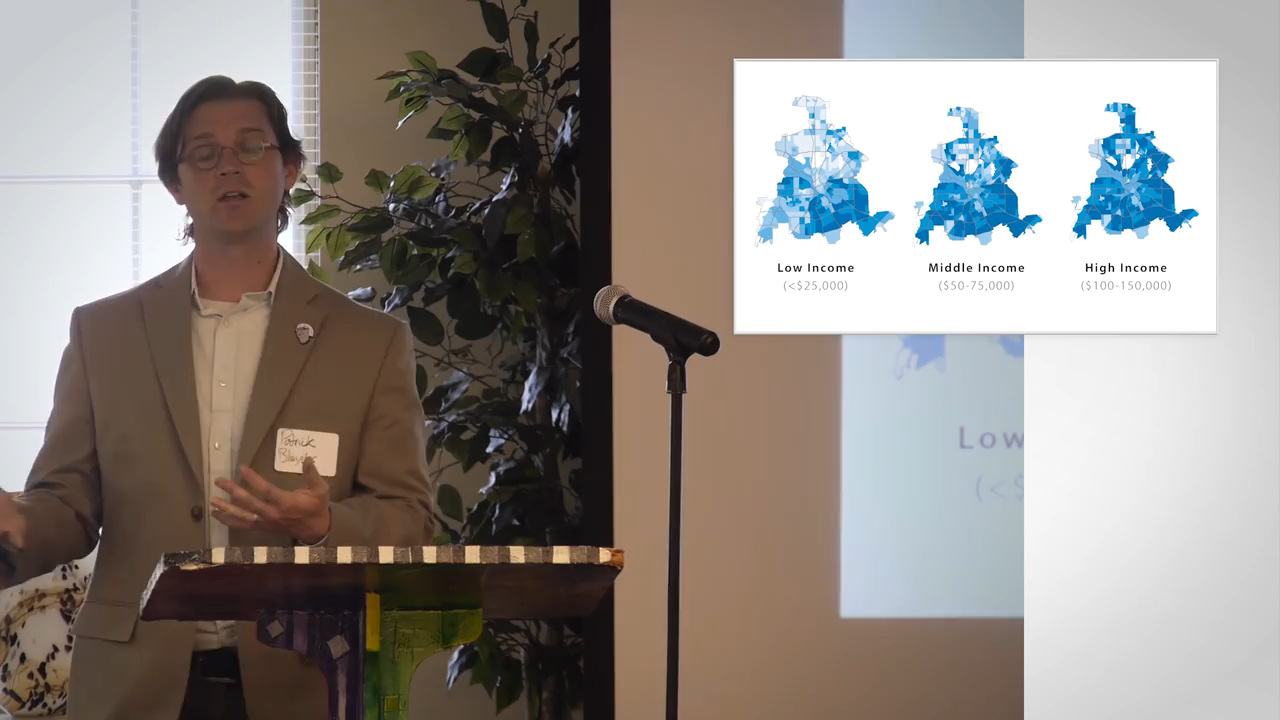 Low Income
Middle Income
High Income
(<$25,000)
($50-75,000)
($100-150,000)
Patrick
Low
(<$